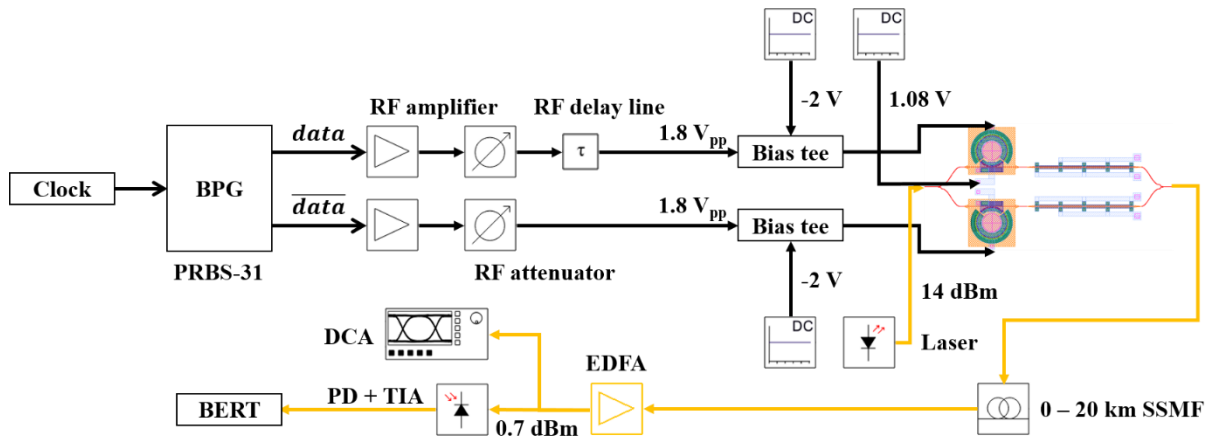 DC
DC
-2 V
1.08 V
RF amplifier
RF delay line
data
τ
1.8 Vpp
Bias tee
Clock
BPG
data
1.8 Vpp
Bias tee
PRBS-31
RF attenuator
-2 V
14 dBm
DC
DCA
Laser
EDFA
PD + TIA
BERT
0.7 dBm
0 – 20 km SSMF